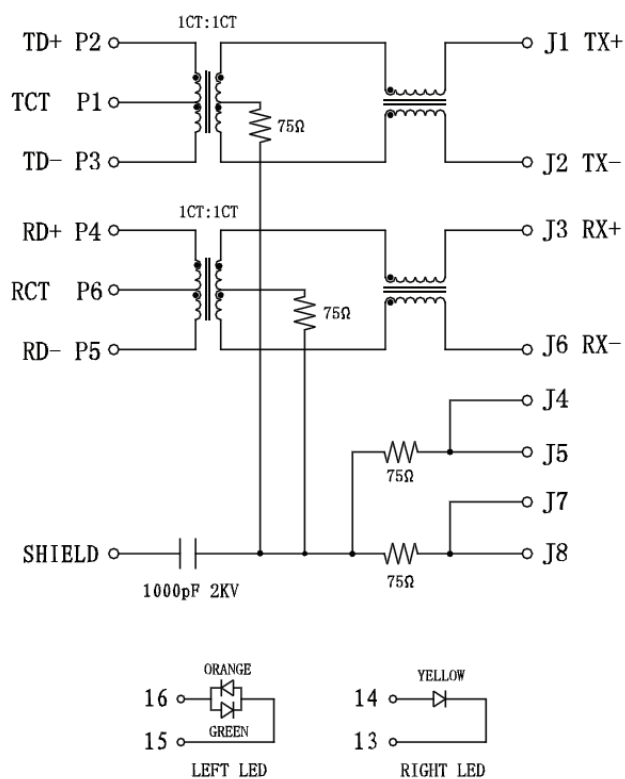 1CT:1CT
TD+ P2 J1 TX+
TCT P1
75Ω
TD- P3 J2 TX-
1CT:1CT
RD+ P4 J3 RX+
RCT P6
75Ω
RD- P5 J6 RX-
J4
J5
75Ω
J7
SHIELD J8
1000pF 2KV 75Ω
ORANGE YELLOW
16 14
15 GREEN 13
LEFT LED RIGHT LED